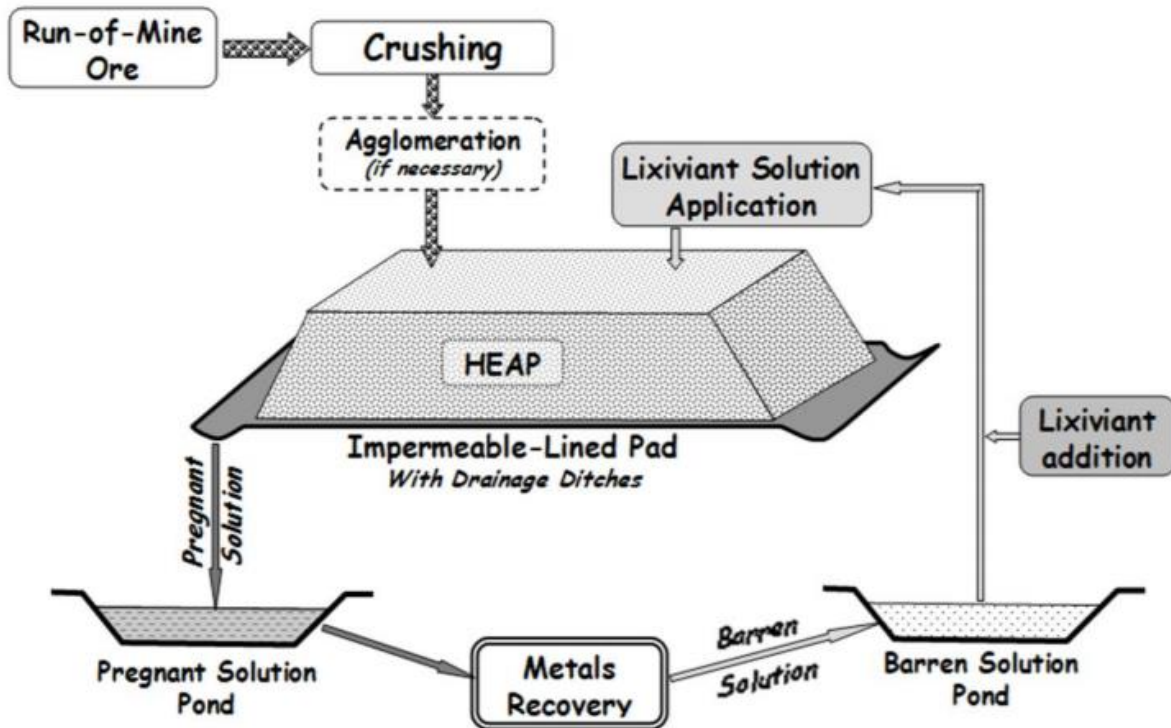 Run-of-Mine
Ore
Crushing
Agglomeration
(if necessary)
Lixiviant Solution
Application
HEAP
Impermeable-Lined Pad
With Drainage Ditches
Lixiviant
addition
Pregnant
Solution
Pregnant Solution
Pond
Metals
Recovery
Barren
Solution
Barren Solution
Pond